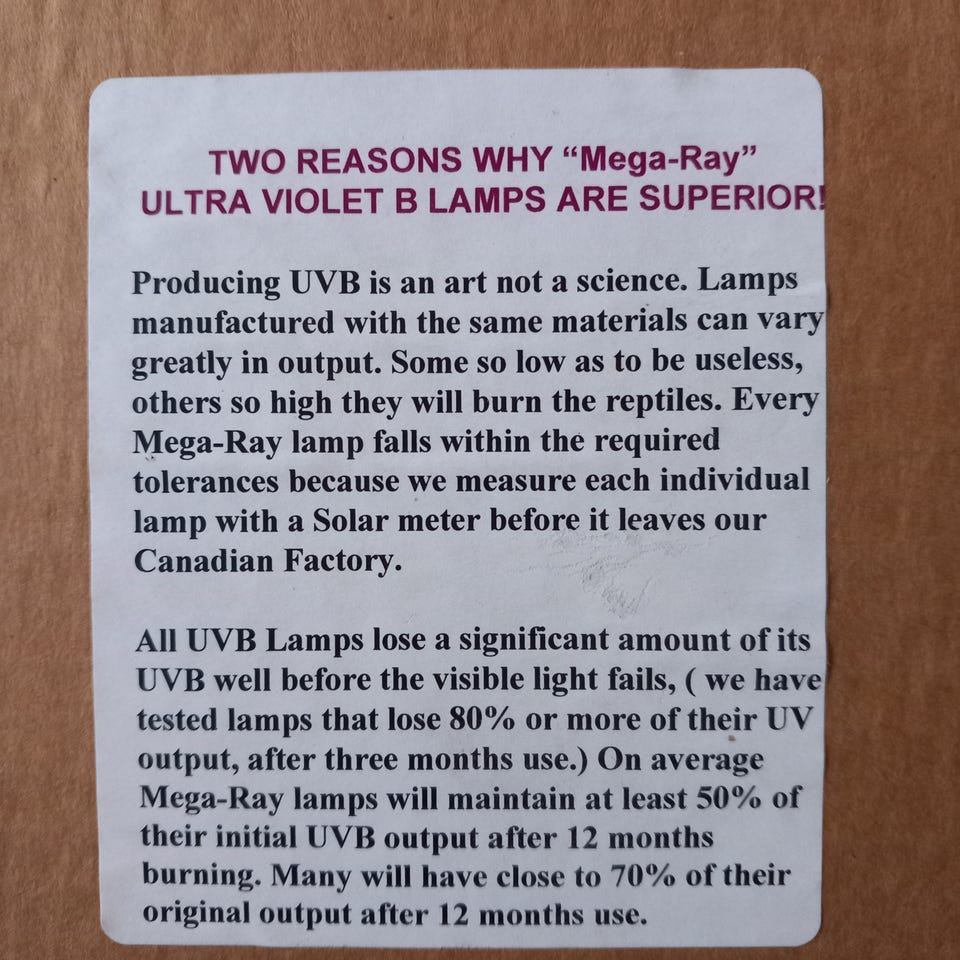 TWO REASONS WHY “Mega-Ray”
ULTRA VIOLET B LAMPS ARE SUPERIOR!
Producing UVB is an art not a science. Lamps
manufactured with the same materials can vary
greatly in output. Some so low as to be useless,
others so high they will burn the reptiles. Every
Mega-Ray lamp falls within the required
tolerances because we measure each individual
lamp with a Solar meter before it leaves our
Canadian Factory.
All UVB Lamps lose a significant amount of its
UVB well before the visible light fails, ( we have
tested lamps that lose 80% or more of their UV
output, after three months use.) On average
Mega-Ray lamps will maintain at least 50% of
their initial UVB output after 12 months
burning. Many will have close to 70% of their
original output after 12 months use.